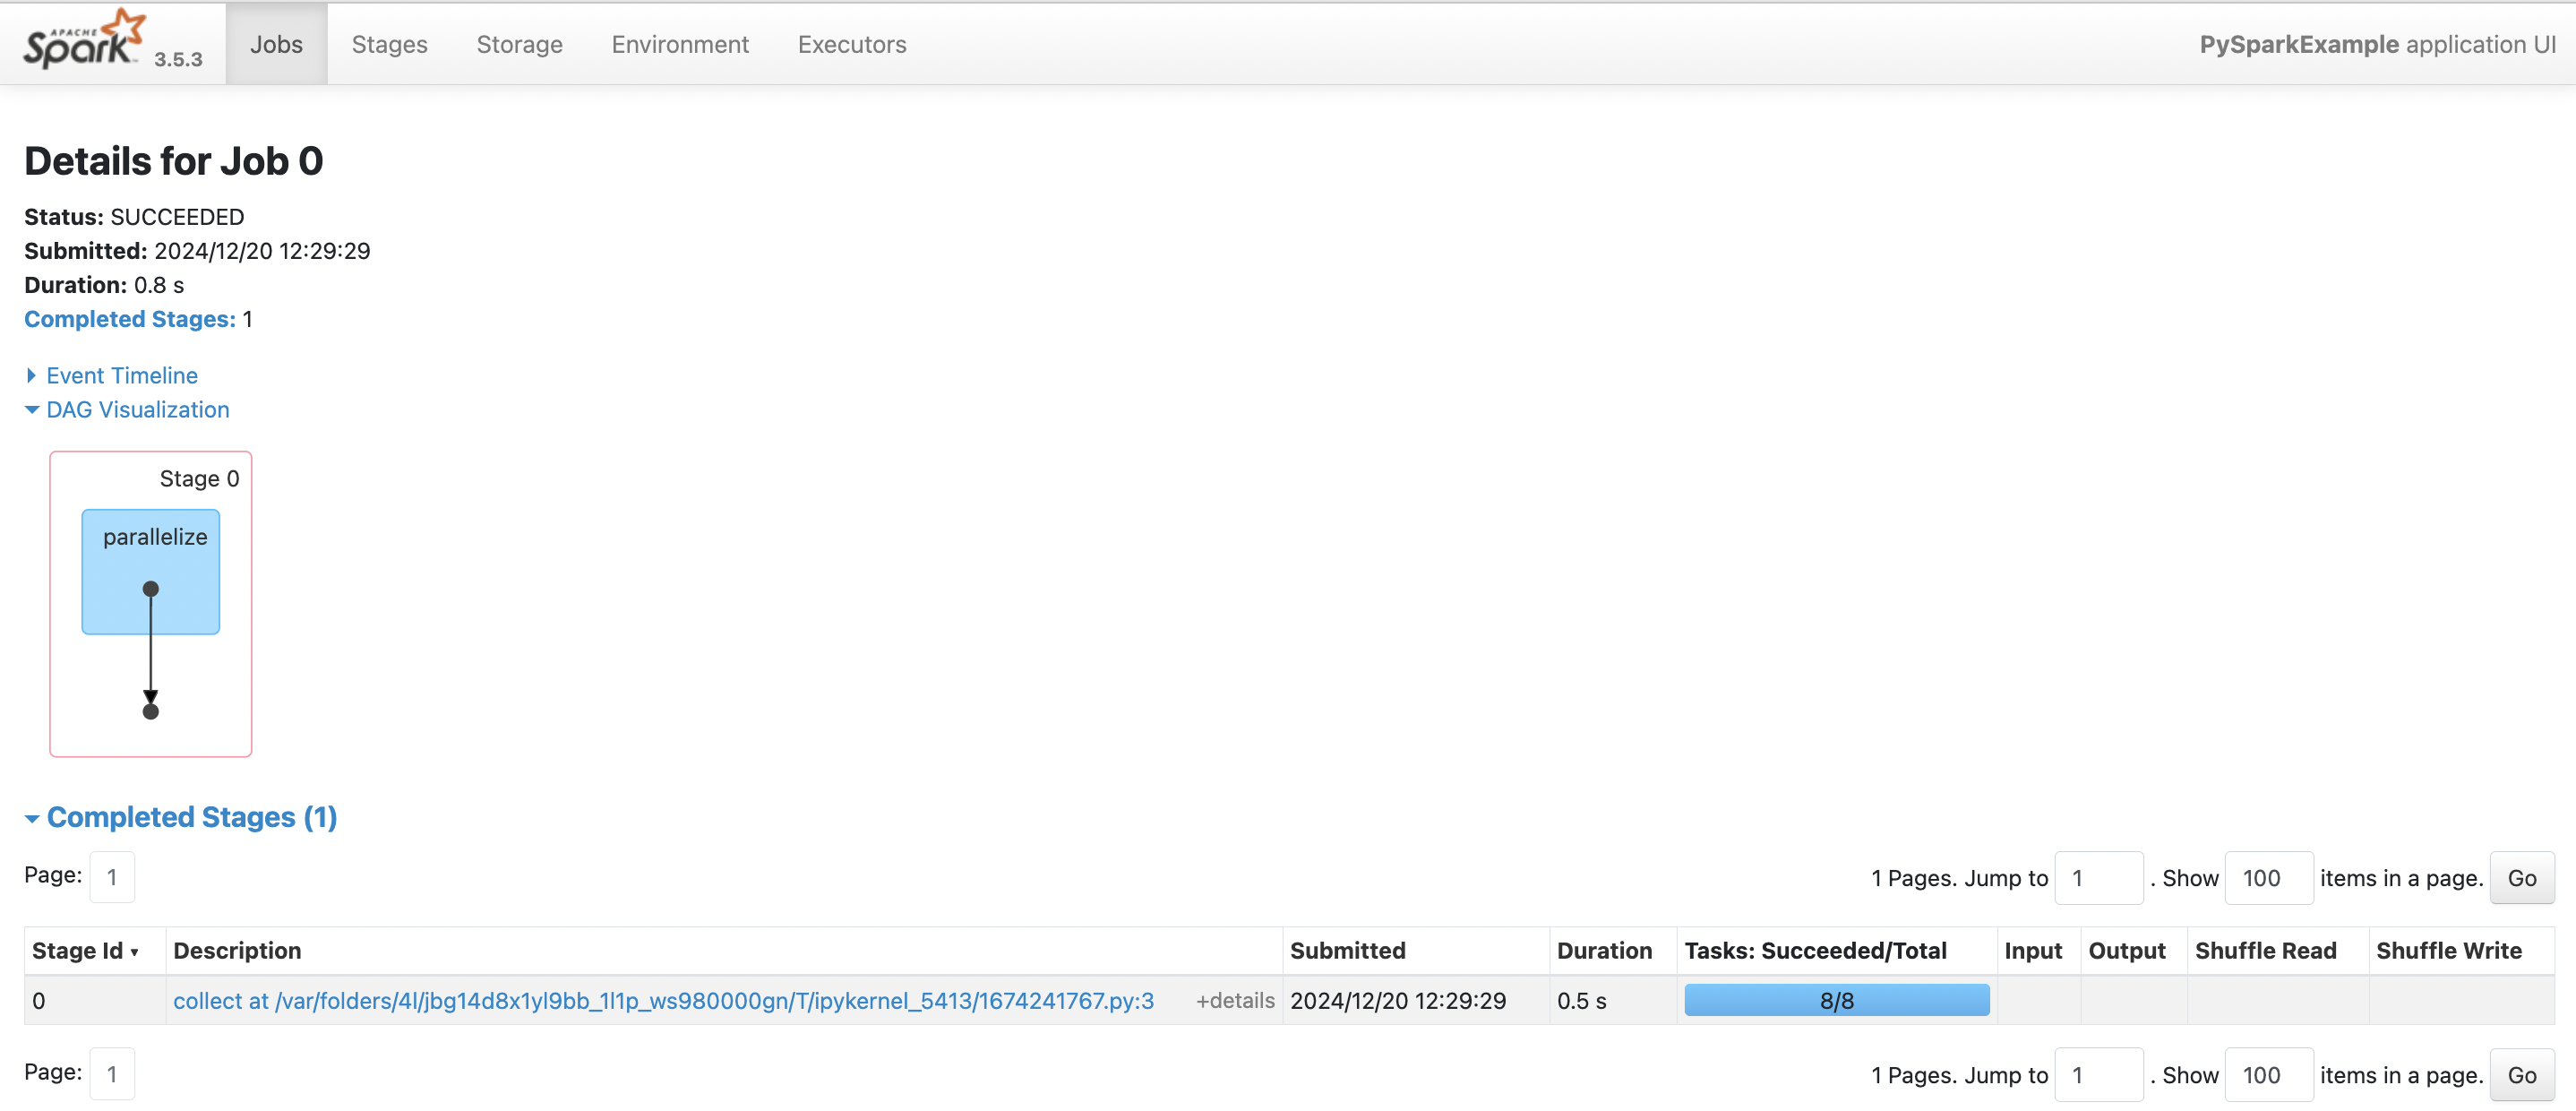 APACHE
Spark 3.5.3 Jobs Stages Storage Environment Executors PySparkExample application UI
Details for Job 0
Status: SUCCEEDED
Submitted: 2024/12/20 12:29:29
Duration: 0.8 s
Completed Stages: 1
Event Timeline
DAG Visualization
Stage 0
parallelize
Completed Stages (1)
Page: 1 1 Pages. Jump to 1 . Show 100 items in a page. Go
Stage Id ▾ Description Submitted Duration Tasks: Succeeded/Total Input Output Shuffle Read Shuffle Write
0 collect at /var/folders/4l/jbg14d8x1yl9bb_1l1p_ws980000gn/T/ipykernel_5413/1674241767.py:3 +details 2024/12/20 12:29:29 0.5 s 8/8
Page: 1 1 Pages. Jump to 1 . Show 100 items in a page. Go